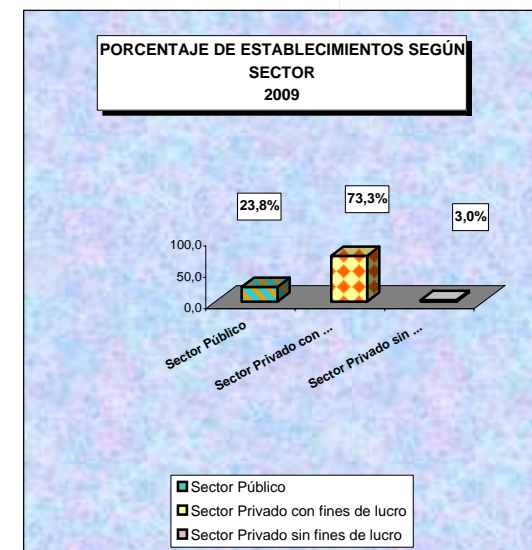 PORCENTAJE DE ESTABLECIMIENTOS SEGÚN
SECTOR
2009
23,8%
73,3%
3,0%
100,0
50,0
0,0
Sector Público
Sector Privado con ...
Sector Privado sin ...
Sector Público
Sector Privado con fines de lucro
Sector Privado sin fines de lucro